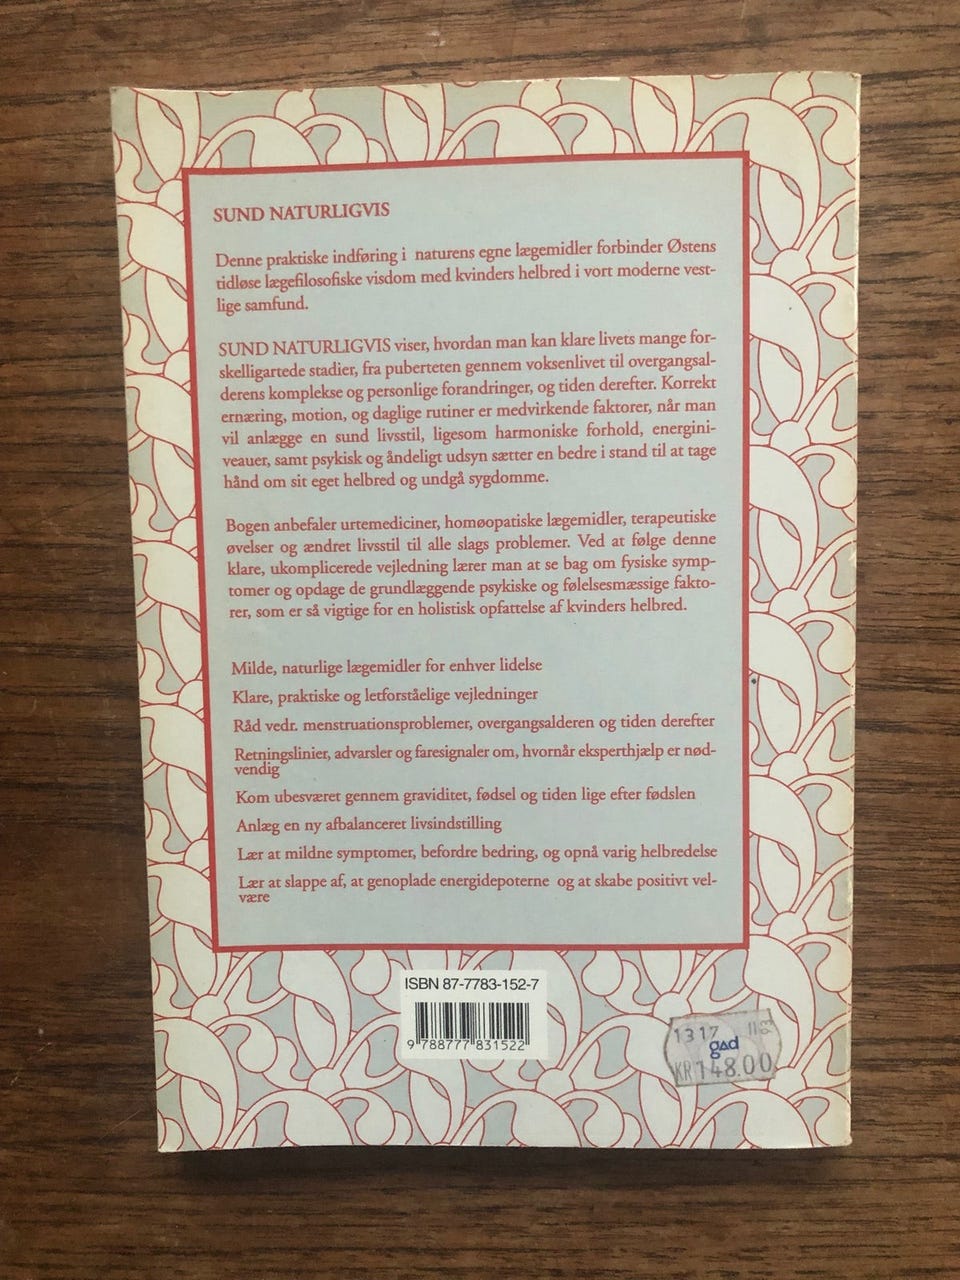 SUND NATURLIGVIS
Denne praktiske indføring i naturens egne lægemidler forbinder Østens
tidløse lægefilosofiske visdom med kvinders helbred i vort moderne vest-
lige samfund.
SUND NATURLIGVIS viser, hvordan man kan klare livets mange for-
skelligartede stadier, fra puberteten gennem voksenlivet til overgangsal-
derens komplekse og personlige forandringer, og tiden derefter. Korrekt
ernæring, motion, og daglige rutiner er medvirkende faktorer, når man
vil anlægge en sund livsstil, ligesom harmoniske forhold, energini-
veauer, samt psykisk og åndeligt udsyn sætter en bedre i stand til at tage
hånd om sit eget helbred og undgå sygdomme.
Bogen anbefaler urtemediciner, homøopatiske lægemidler, terapeutiske
øvelser og ændret livsstil til alle slags problemer. Ved at følge denne
klare, ukomplicerede vejledning lærer man at se bag om fysiske symp-
tomer og opdage de grundlæggende psykiske og følelsesmæssige fakto-
rer, som er så vigtige for en holistisk opfattelse af kvinders helbred.
Milde, naturlige lægemidler for enhver lidelse
Klare, praktiske og letforståelige vejledninger
Råd vedr. menstruationsproblemer, overgangsalderen og tiden derefter
Retningslinier, advarsler og faresignaler om, hvornår eksperthjælp er nød-
vendig
Kom ubesværet gennem graviditet, fødsel og tiden lige efter fødslen
Anlæg en ny afbalanceret livsindstilling
Lær at mildne symptomer, befordre bedring, og opnå varig helbredelse
Lær at slappe af, at genoplade energidepoterne og at skabe positivt vel-
være
ISBN 87-7783-152-7
9 788777 831522
1317
gad
KR 148.00